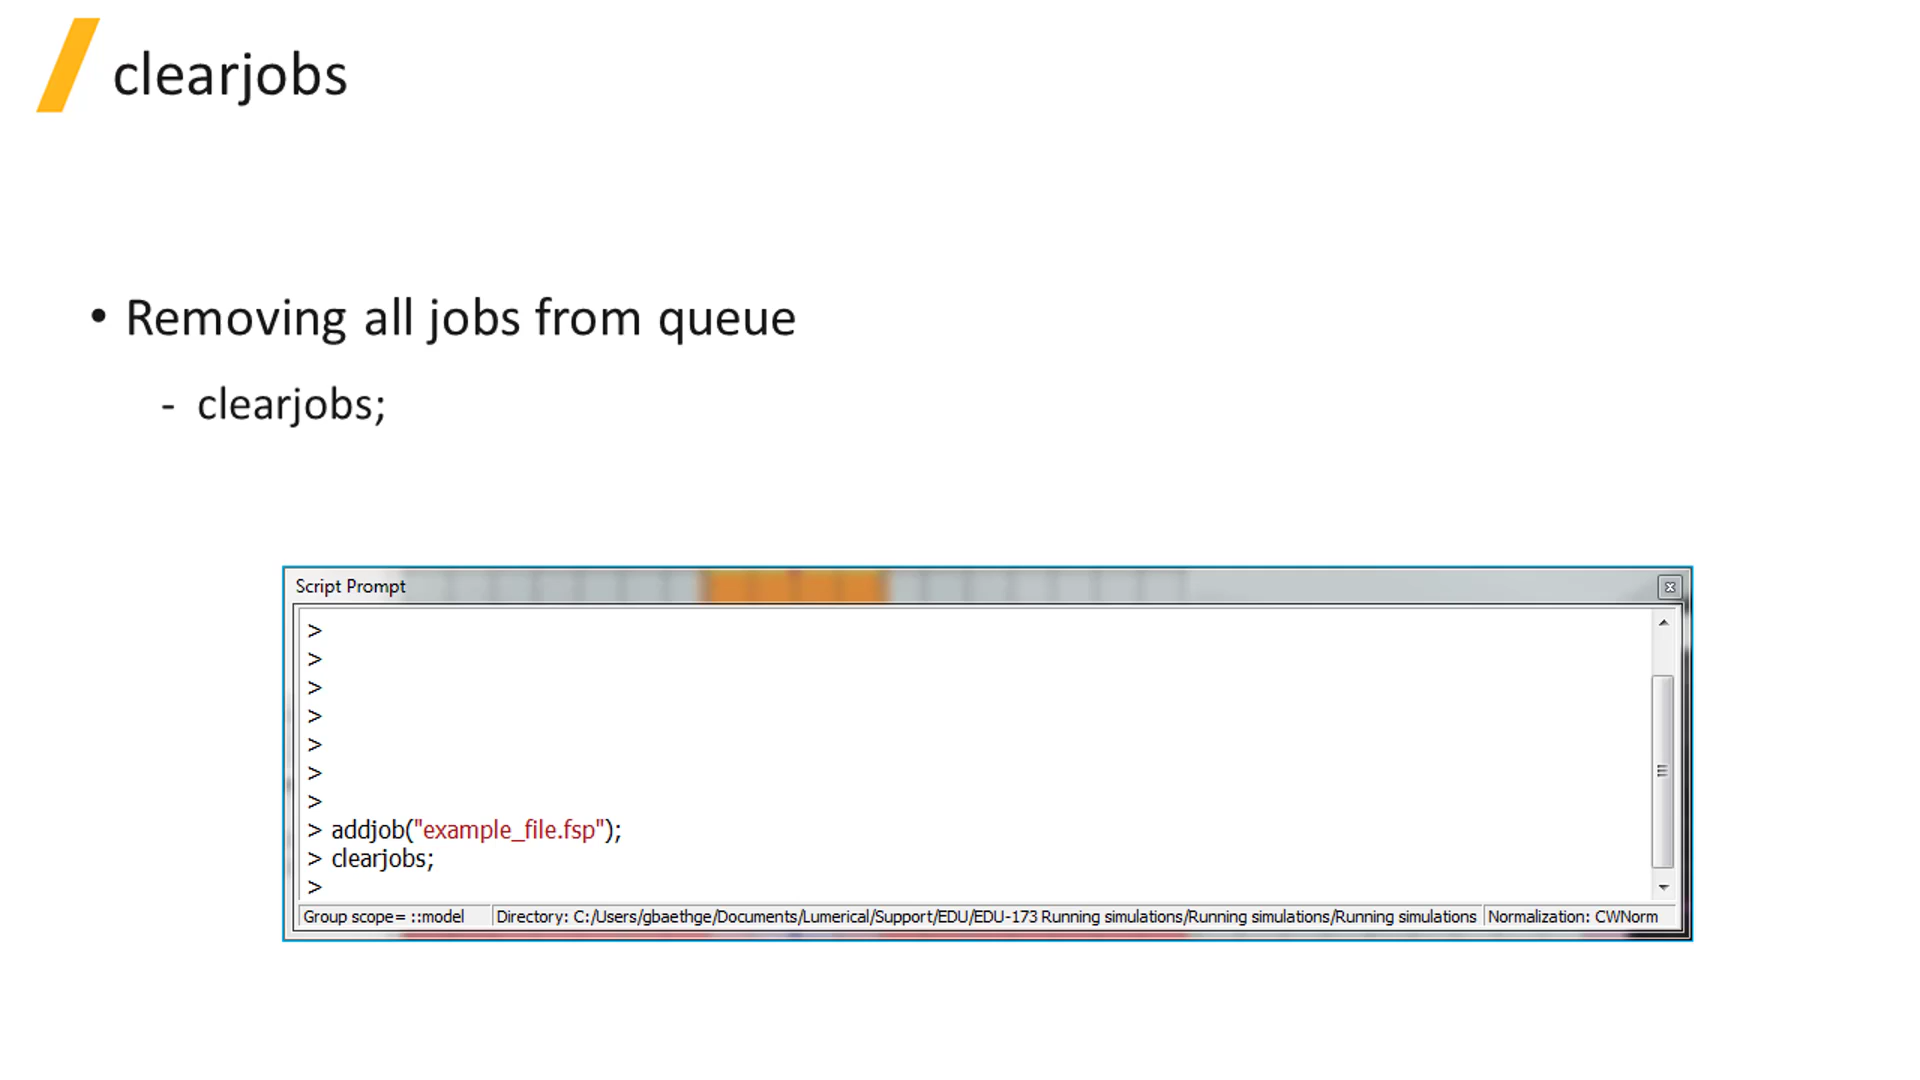 clearjobs
• Removing all jobs from queue
- clearjobs;
Script Prompt
>
>
>
>
>
>
>
> addjob("example_file.fsp");
> clearjobs;
>
Group scope= ::model Directory: C:/Users/gbaethge/Documents/Lumerical/Support/EDU/EDU-173 Running simulations/Running simulations/Running simulations Normalization: CWNorm